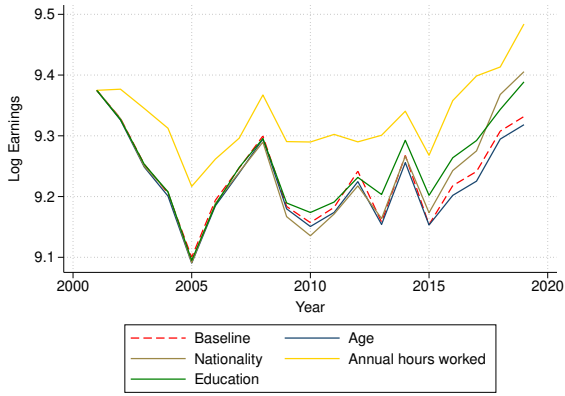 9.5
9.4
9.3
9.2
9.1
Log Earnings
2000 2005 2010 2015 2020
Year
Baseline Age
Nationality Annual hours worked
Education